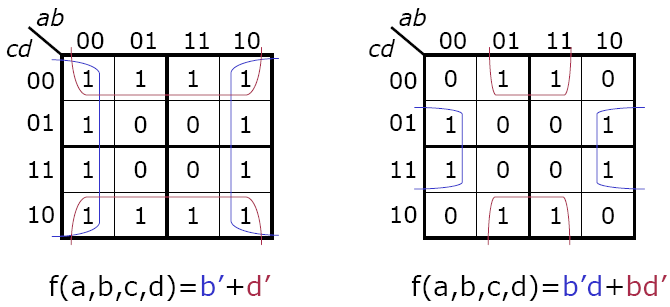 ab ab
cd 00 01 11 10 cd 00 01 11 10
00 1 1 1 1 00 0 1 1 0
01 1 0 0 1 01 1 0 0 1
11 1 0 0 1 11 1 0 0 1
10 1 1 1 1 10 0 1 1 0
f(a,b,c,d)=b’+d’ f(a,b,c,d)=b’d+bd’